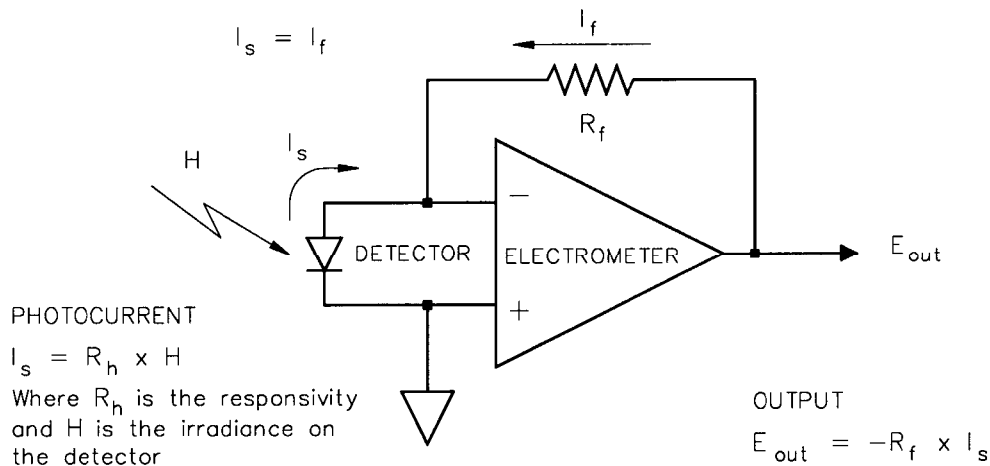 I_f
I_s = I_f
R_f
H
I_s
−
DETECTOR
ELECTROMETER
E_out
+
PHOTOCURRENT
I_s = R_h x H
Where R_h is the responsivity
and H is the irradiance on
the detector
OUTPUT
E_out = -R_f x I_s